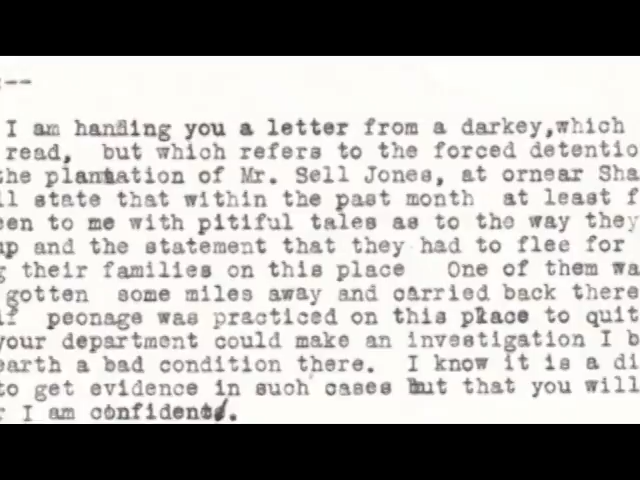 :--
I am handing you a letter from a darkey,which
read, but which refers to the forced detentio
the plantation of Mr. Sell Jones, at ornear Sha
ll state that within the past month at least f
een to me with pitiful tales as to the way they
up and the statement that they had to flee for
g their families on this place One of them wa
gotten some miles away and carried back there
if peonage was practiced on this place to quit
your department could make an investigation I b
earth a bad condition there. I know it is a di
to get evidence in such cases but that you will
r I am confident.